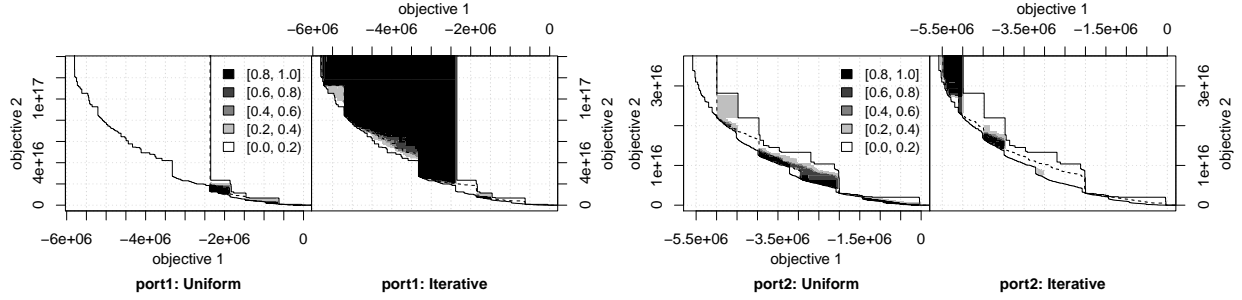 objective 1
−6e+06 −4e+06 −2e+06 0
objective 2
0 4e+16 1e+17
[0.8, 1.0]
[0.6, 0.8)
[0.4, 0.6)
[0.2, 0.4)
[0.0, 0.2)
0 4e+16 1e+17
objective 2
−6e+06 −4e+06 −2e+06 0
objective 1
port1: Uniform
port1: Iterative
objective 1
−5.5e+06 −3.5e+06 −1.5e+06 0
objective 2
0 1e+16 3e+16
[0.8, 1.0]
[0.6, 0.8)
[0.4, 0.6)
[0.2, 0.4)
[0.0, 0.2)
0 1e+16 3e+16
objective 2
−5.5e+06 −3.5e+06 −1.5e+06 0
objective 1
port2: Uniform
port2: Iterative